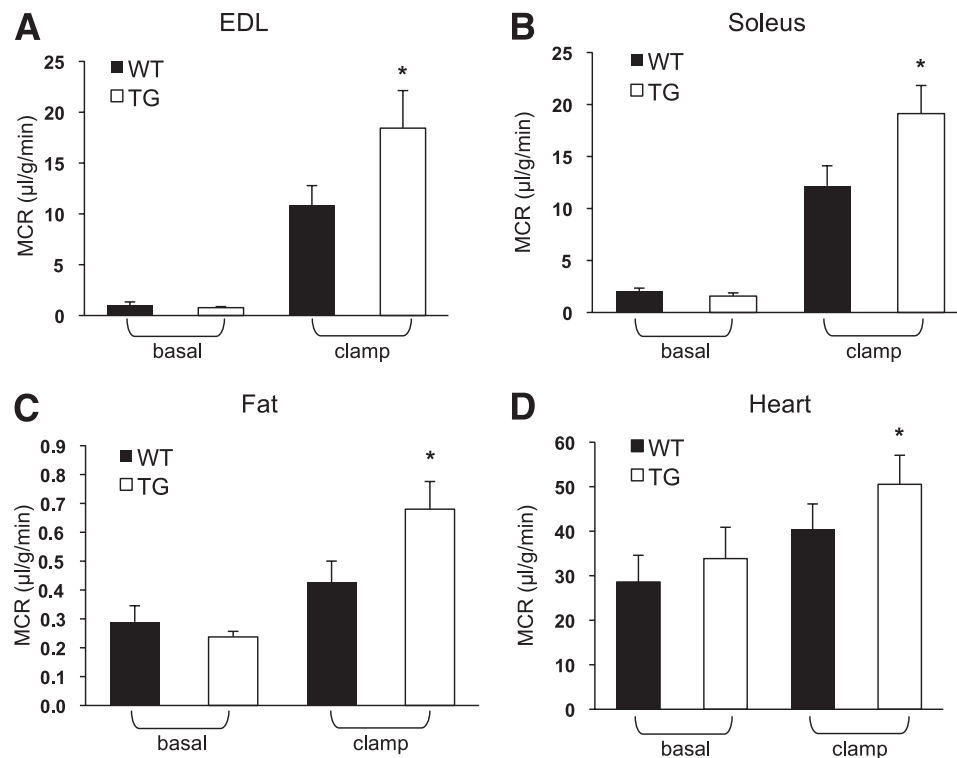 A
EDL
MCR (µl/g/min)
25
20
15
10
5
0
WT
TG
*
basal
clamp
B
Soleus
MCR (µl/g/min)
25
20
15
10
5
0
WT
TG
*
basal
clamp
C
Fat
MCR (µl/g/min)
0.9
0.8
0.7
0.6
0.5
0.4
0.3
0.2
0.1
0.0
WT
TG
*
basal
clamp
D
Heart
MCR (µl/g/min)
60
50
40
30
20
10
0
WT
TG
*
basal
clamp